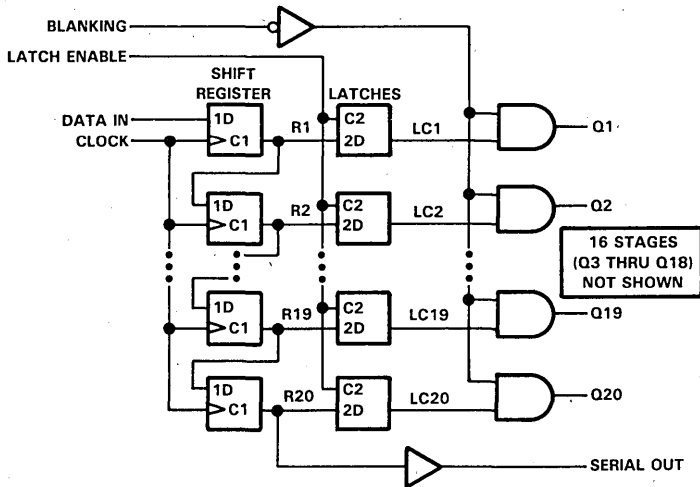 BLANKING
LATCH ENABLE
SHIFT
REGISTER
LATCHES
DATA IN
CLOCK
1D
C1
R1
C2
2D
LC1
Q1
1D
C1
R2
C2
2D
LC2
Q2
16 STAGES
(Q3 THRU Q18)
NOT SHOWN
1D
C1
R19
C2
2D
LC19
Q19
1D
C1
R20
C2
2D
LC20
Q20
SERIAL OUT